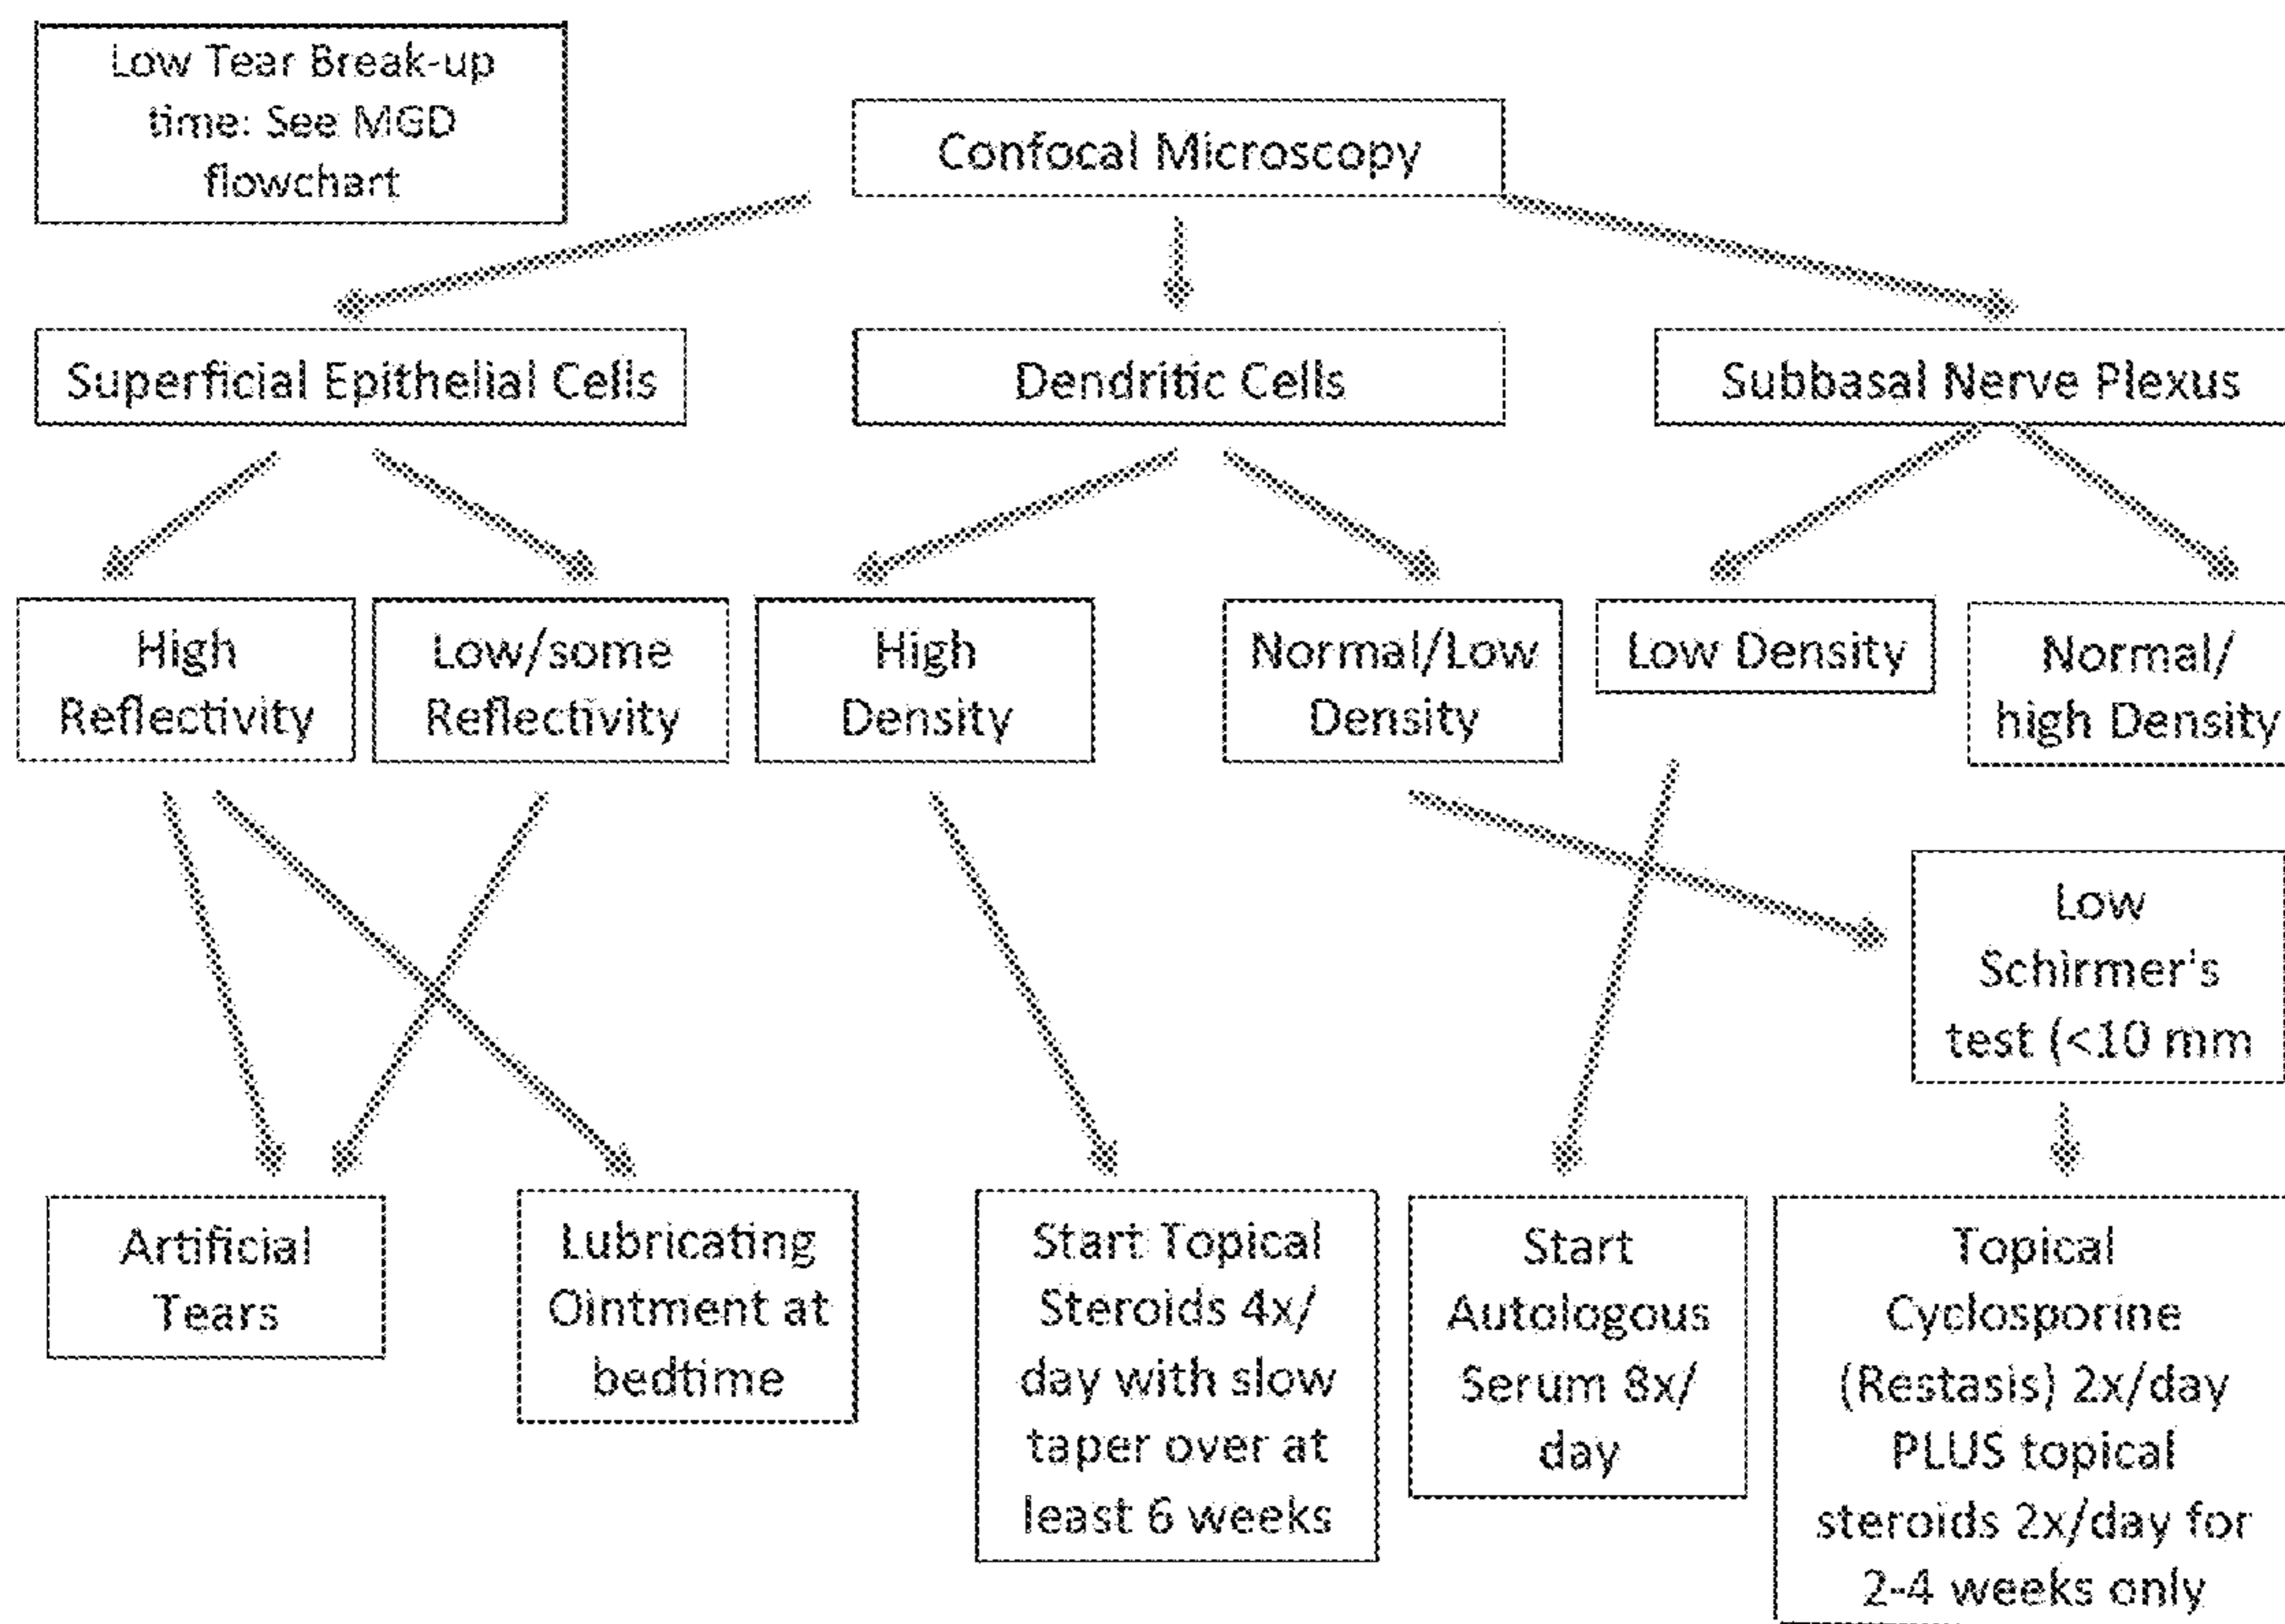 Low Tear Break-up
time: See MGD
flowchart
Confocal Microscopy
Superficial Epithelial Cells
Dendritic Cells
Subbasal Nerve Plexus
High
Reflectivity
Low/some
Reflectivity
High
Density
Normal/Low
Density
Low Density
Normal/
high Density
Low
Schirmer's
test (<10 mm
Artificial
Tears
Lubricating
Ointment at
bedtime
Start Topical
Steroids 4x/
day with slow
taper over at
least 6 weeks
Start
Autologous
Serum 8x/
day
Topical
Cyclosporine
(Restasis) 2x/day
PLUS topical
steroids 2x/day for
2-4 weeks only